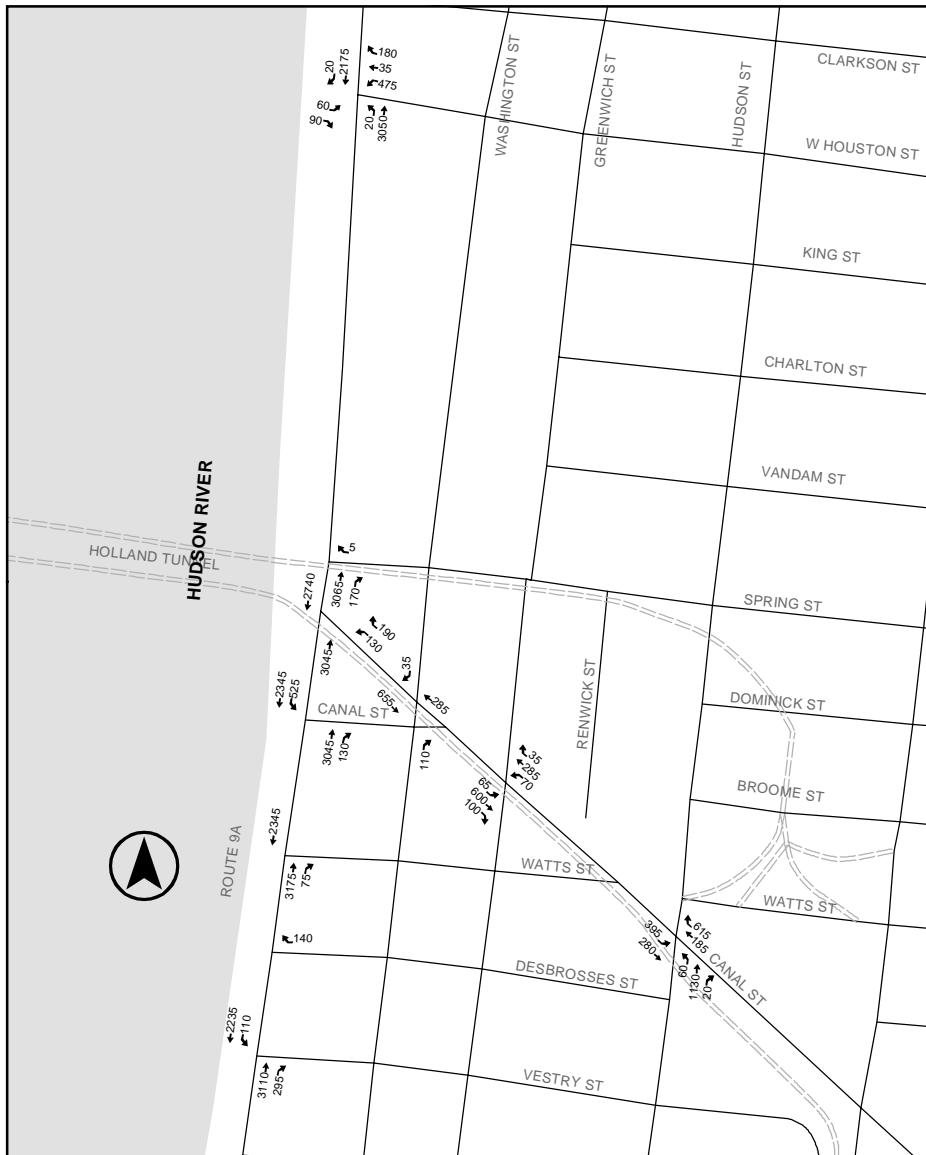 180
35
475
20
2175
60
90
20
3050
WASHINGTON ST
GREENWICH ST
HUDSON ST
CLARKSON ST
W HOUSTON ST
KING ST
CHARLTON ST
VANDAM ST
HUDSON RIVER
HOLLAND TUNNEL
5
2740
3065
170
SPRING ST
190
130
3045
35
655
285
2345
525
CANAL ST
3045
130
110
RENWICK ST
DOMINICK ST
35
285
70
65
600
100
BROOME ST
2345
ROUTE 9A
3175
75
WATTS ST
WATTS ST
140
395
280
615
185
60
1130
20
CANAL ST
DESBROSSES ST
2235
110
3110
295
VESTRY ST